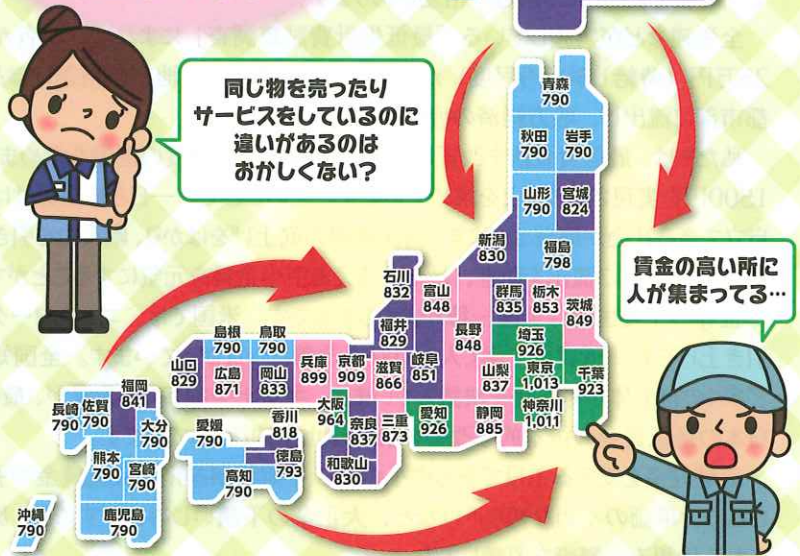 同じ物を売ったり
サービスをしているのに
違いがあるのは
おかしくない？
賃金の高い所に
人が集まってる…
青森
790
秋田
790
岩手
790
山形
790
宮城
824
新潟
830
福島
798
石川
832
富山
848
群馬
835
栃木
853
茨城
849
福井
829
長野
848
埼玉
926
島根
790
鳥取
790
兵庫
899
京都
909
滋賀
866
岐阜
851
山梨
837
東京
1,013
千葉
923
山口
829
広島
871
岡山
833
大阪
964
奈良
837
三重
873
愛知
926
静岡
885
神奈川
1,011
和歌山
830
福岡
841
長崎
790
佐賀
790
大分
790
熊本
790
宮崎
790
鹿児島
790
沖縄
790
愛媛
790
香川
818
高知
790
徳島
793